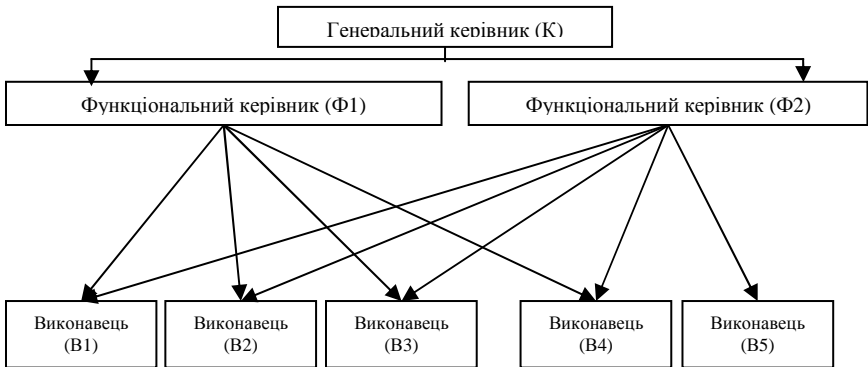 Генеральний керівник (К)
Функціональний керівник (Ф1)
Функціональний керівник (Ф2)
Виконавець
(В1)
Виконавець
(В2)
Виконавець
(В3)
Виконавець
(В4)
Виконавець
(В5)